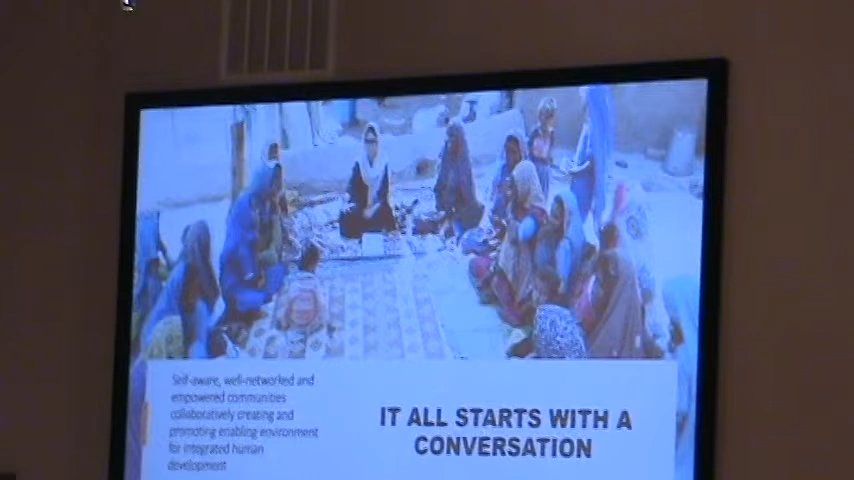 Self-aware, well-networked and
empowered communities
collaboratively creating and
promoting enabling environment
for integrated human
development
IT ALL STARTS WITH A
CONVERSATION